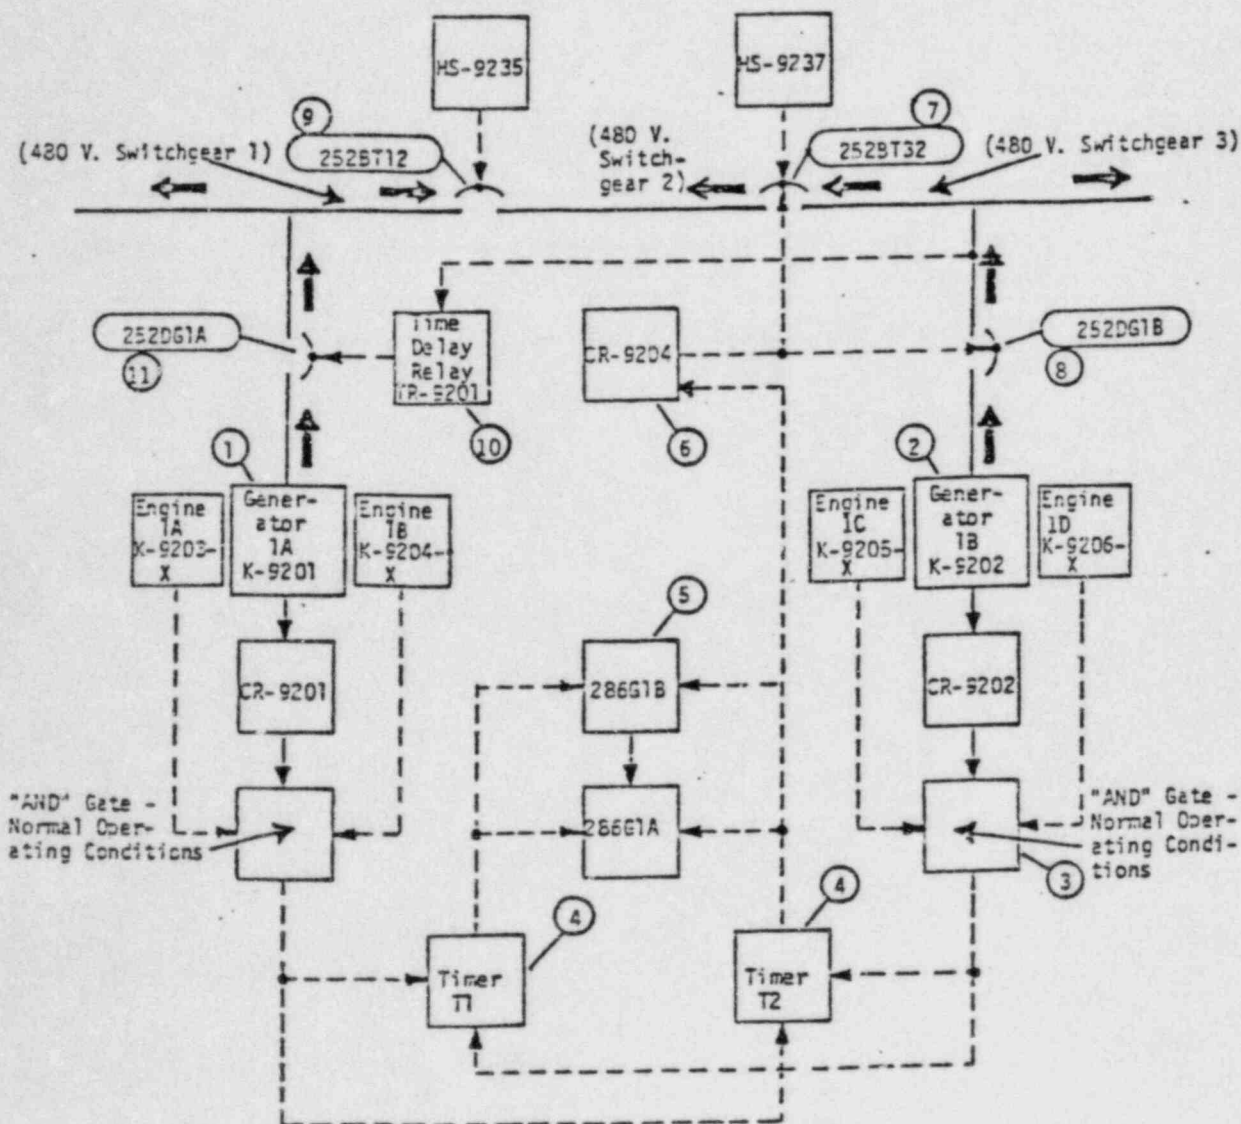 HS-9235
HS-9237
9
7
(480 V. Switchgear 1)
252BT12
(480 V.
Switch-
gear 2)
252BT32
(480 V. Switchgear 3)
252DG1A
11
Time
Delay
Relay
10
CR-9204
6
252DG1B
8
1
2
Engine
1A
K-9203-
X
Gener-
ator
1A
K-9201
Engine
1B
K-9204-
X
Engine
1C
K-9205-
X
Gener-
ator
1B
K-9202
Engine
1D
K-9206-
X
5
CR-9201
286G1B
CR-9202
"AND" Gate -
Normal Oper-
ating Conditions
286G1A
"AND" Gate -
Normal Oper-
ating Condi-
tions
3
4
4
Timer
T1
Timer
T2